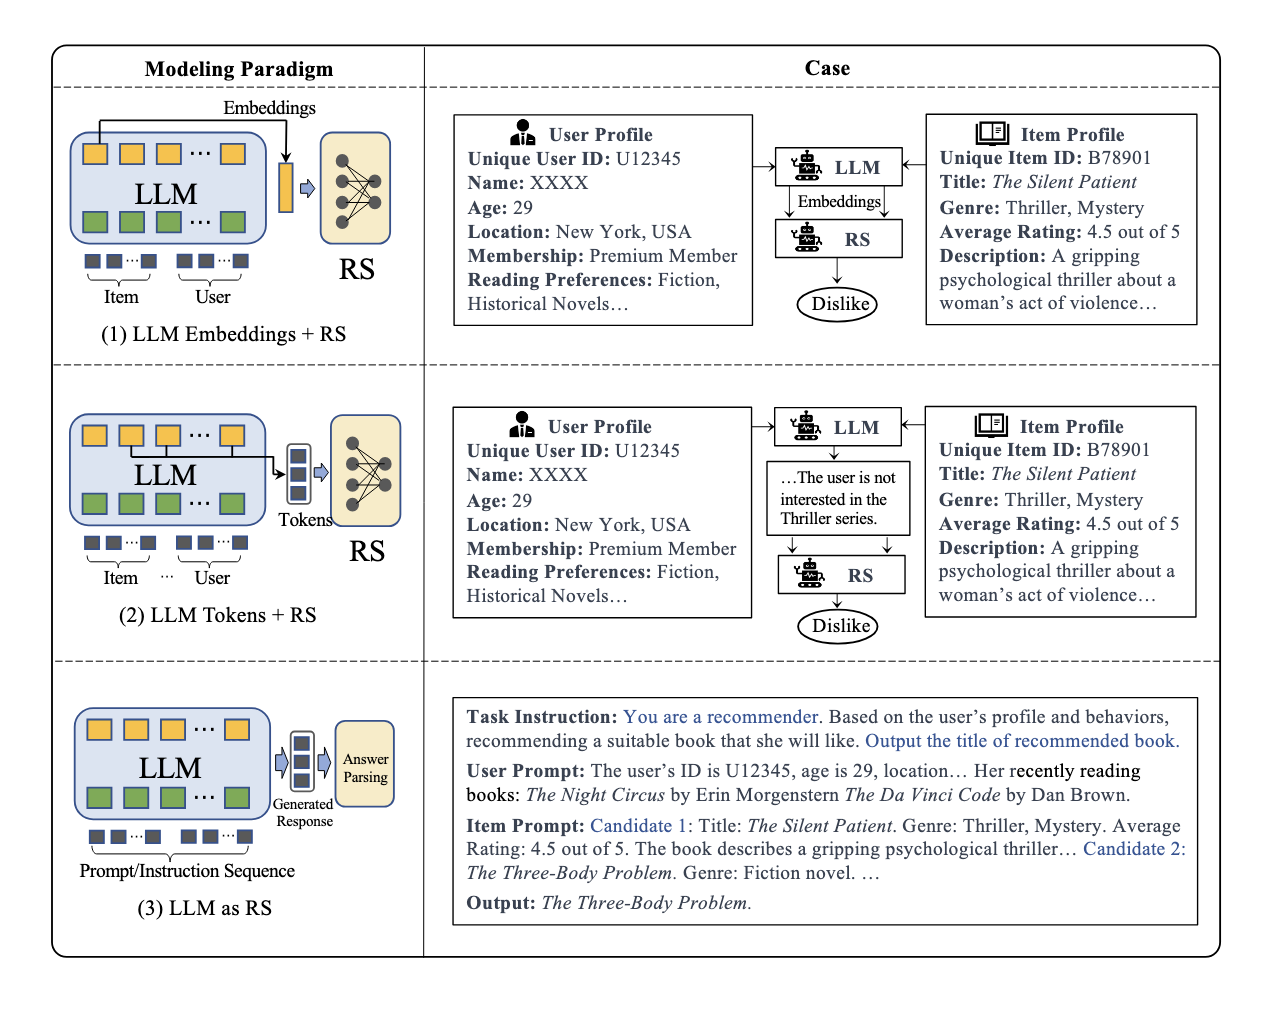 Modeling Paradigm
Case
Embeddings
LLM
…
…
Item
User
RS
(1) LLM Embeddings + RS
User Profile
Unique User ID: U12345
Name: XXXX
Age: 29
Location: New York, USA
Membership: Premium Member
Reading Preferences: Fiction,
Historical Novels…
LLM
Embeddings
RS
Dislike
Item Profile
Unique Item ID: B78901
Title: The Silent Patient
Genre: Thriller, Mystery
Average Rating: 4.5 out of 5
Description: A gripping
psychological thriller about a
woman’s act of violence…
LLM
Tokens
RS
Item … User
(2) LLM Tokens + RS
User Profile
Unique User ID: U12345
Name: XXXX
Age: 29
Location: New York, USA
Membership: Premium Member
Reading Preferences: Fiction,
Historical Novels…
LLM
…The user is not
interested in the
Thriller series.
RS
Dislike
Item Profile
Unique Item ID: B78901
Title: The Silent Patient
Genre: Thriller, Mystery
Average Rating: 4.5 out of 5
Description: A gripping
psychological thriller about a
woman’s act of violence…
LLM
Generated
Response
Answer
Parsing
Prompt/Instruction Sequence
(3) LLM as RS
Task Instruction: You are a recommender. Based on the user’s profile and behaviors,
recommending a suitable book that she will like. Output the title of recommended book.
User Prompt: The user’s ID is U12345, age is 29, location… Her recently reading
books: The Night Circus by Erin Morgenstern The Da Vinci Code by Dan Brown.
Item Prompt: Candidate 1: Title: The Silent Patient. Genre: Thriller, Mystery. Average
Rating: 4.5 out of 5. The book describes a gripping psychological thriller… Candidate 2:
The Three-Body Problem. Genre: Fiction novel. …
Output: The Three-Body Problem.